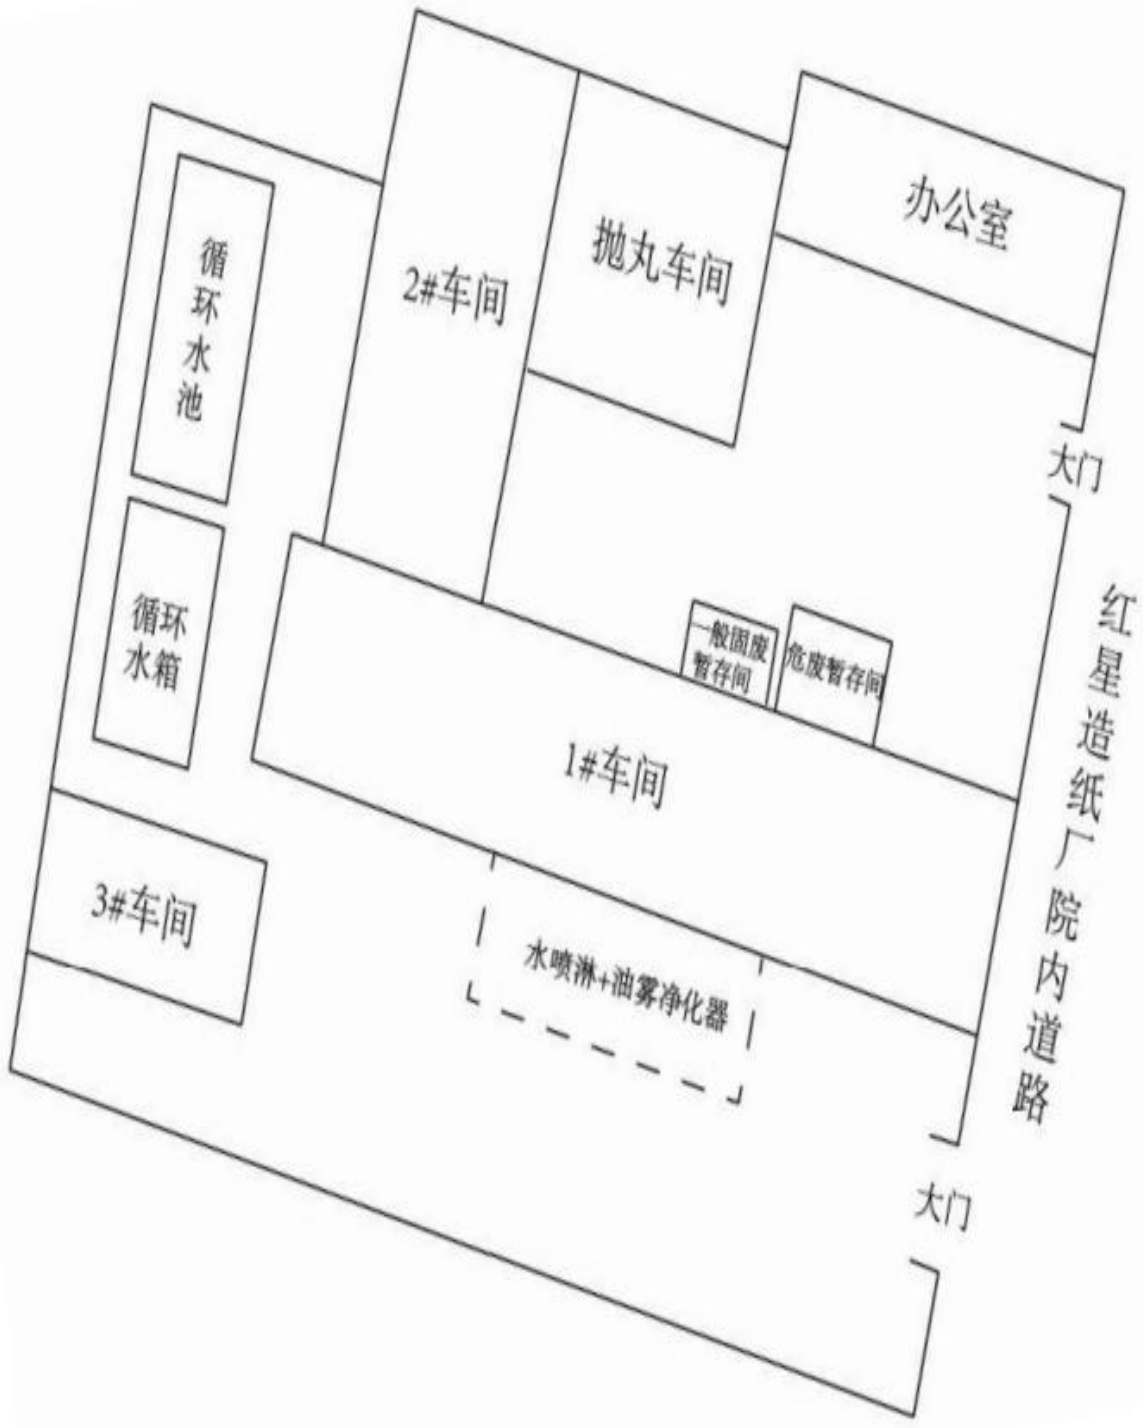 办公室
抛丸车间
2#车间
循环水池
大门
循环
水箱
一般固废
暂存间
危废暂存间
红星造纸厂院内道路
1#车间
3#车间
水喷淋+油雾净化器
大门